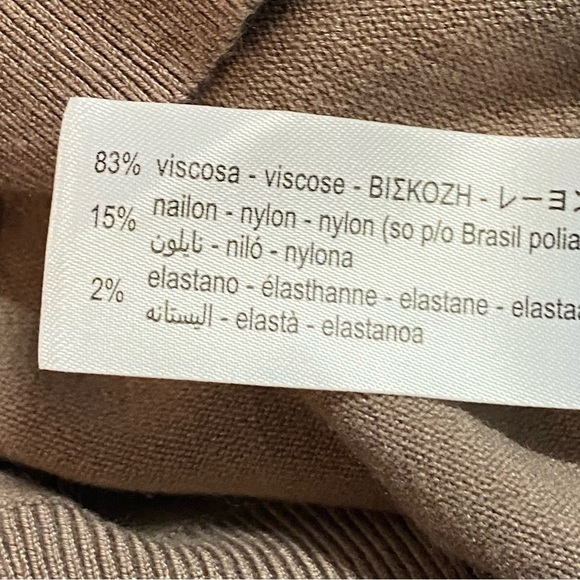 83% viscosa - viscose - ΒΙΣΚΟΖΗ - レーヨン
15% nailon - nylon - nylon (so p/o Brasil polia
نايلون - niló - nylona
2% elastano - élasthanne - elastane - elasta
اليستانه - elastà - elastanoa